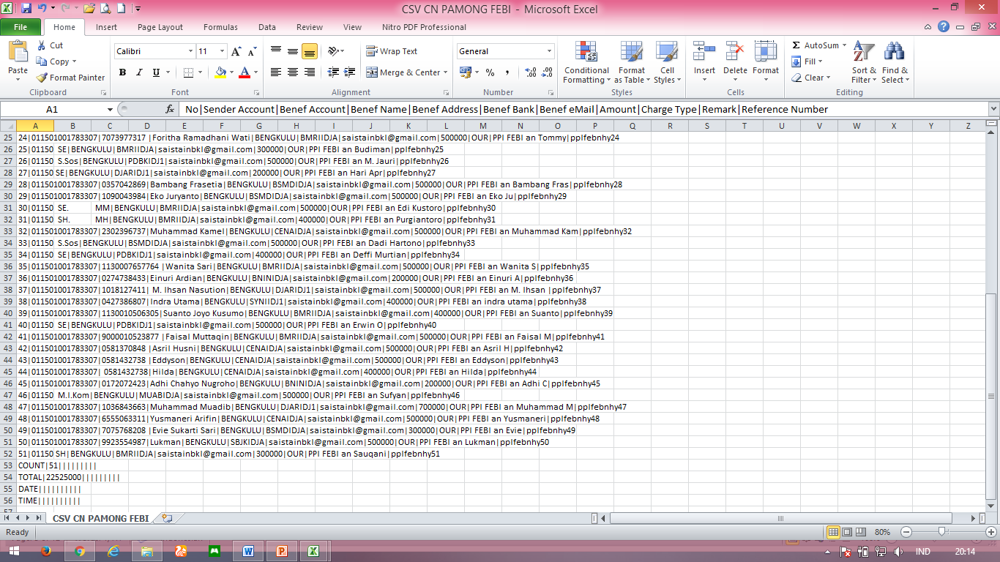 CSV CN PAMONG FEBI - Microsoft Excel
File Home Insert Page Layout Formulas Data Review View Nitro PDF Professional
Paste Cut Copy Format Painter
Calibri 11
Wrap Text
Merge & Center
General
Conditional Formatting Format as Table Cell Styles
Insert Delete Format
AutoSum Fill Clear
Sort & Filter Find & Select
Clipboard Font Alignment Number Styles Cells Editing
A1 fx No|Sender Account|Benef Account|Benef Name|Benef Address|Benef Bank|Benef eMail|Amount|Charge Type|Remark|Reference Number
A B C D E F G H I J K L M N O P Q R S T U V W X Y Z
25 24|011501001783307|7073977317 |Foritha Ramadhani Wati|BENGKULU|BMRIIDJA|saistainbkl@gmail.com|500000|OUR|PPI FEBI an Tommy|pplfebnhy24
26 25|01150 SE|BENGKULU|BMRIIDJA|saistainbkl@gmail.com|300000|OUR|PPI FEBI an Budiman|pplfebnhy25
27 26|01150 S.Sos|BENGKULU|PDBKIDJ1|saistainbkl@gmail.com|500000|OUR|PPI FEBI an M. Jauri|pplfebnhy26
28 27|01150 SE|BENGKULU|DJARIDJ1|saistainbkl@gmail.com|200000|OUR|PPI FEBI an Hari Apr|pplfebnhy27
29 28|011501001783307|0357042869|Bambang Frasetia|BENGKULU|BSMDIDJA|saistainbkl@gmail.com|500000|OUR|PPI FEBI an Bambang Fras|pplfebnhy28
30 29|011501001783307|1090043984|Eko Juryanto|BENGKULU|BSMDIDJA|saistainbkl@gmail.com|500000|OUR|PPI FEBI an Eko Ju|pplfebnhy29
31 30|01150 SE. MM|BENGKULU|BMRIIDJA|saistainbkl@gmail.com|500000|OUR|PPI FEBI an Edi Kustoro|pplfebnhy30
32 31|01150 SH. MH|BENGKULU|BMRIIDJA|saistainbkl@gmail.com|400000|OUR|PPI FEBI an Purgiantoro|pplfebnhy31
33 32|011501001783307|2302396737|Muhammad Kamel|BENGKULU|CENAIDJA|saistainbkl@gmail.com|500000|OUR|PPI FEBI an Muhammad Kam|pplfebnhy32
34 33|01150 S.Sos|BENGKULU|BSMDIDJA|saistainbkl@gmail.com|500000|OUR|PPI FEBI an Dadi Hartono|pplfebnhy33
35 34|01150 SE|BENGKULU|PDBKIDJ1|saistainbkl@gmail.com|400000|OUR|PPI FEBI an Deffi Murtian|pplfebnhy34
36 35|011501001783307|1130007657764 |Wanita Sari|BENGKULU|BMRIIDJA|saistainbkl@gmail.com|500000|OUR|PPI FEBI an Wanita S|pplfebnhy35
37 36|011501001783307|0274738433|Einuri Ardian|BENGKULU|BNINIDJA|saistainbkl@gmail.com|200000|OUR|PPI FEBI an Einuri A|pplfebnhy36
38 37|011501001783307|1018127411| M. Ihsan Nasution|BENGKULU|DJARIDJ1|saistainbkl@gmail.com|500000|OUR|PPI FEBI an M. Ihsan |pplfebnhy37
39 38|011501001783307|0427386807|Indra Utama|BENGKULU|SYNIIDJ1|saistainbkl@gmail.com|400000|OUR|PPI FEBI an indra utama|pplfebnhy38
40 39|011501001783307|1130010506305|Suanto Joyo Kusumo|BENGKULU|BMRIIDJA|saistainbkl@gmail.com|400000|OUR|PPI FEBI an Suanto|pplfebnhy39
41 40|01150 SE|BENGKULU|PDBKIDJ1|saistainbkl@gmail.com|500000|OUR|PPI FEBI an Erwin O|pplfebnhy40
42 41|011501001783307|9000010523877 |Faisal Muttaqin|BENGKULU|BMRIIDJA|saistainbkl@gmail.com|500000|OUR|PPI FEBI an Faisal M|pplfebnhy41
43 42|011501001783307|0581370848 |Asril Husni|BENGKULU|CENAIDJA|saistainbkl@gmail.com|500000|OUR|PPI FEBI an Asril H|pplfebnhy42
44 43|011501001783307|0581432738 |Eddyson|BENGKULU|CENAIDJA|saistainbkl@gmail.com|500000|OUR|PPI FEBI an Eddyson|pplfebnhy43
45 44|011501001783307| 0581432738|Hilda|BENGKULU|CENAIDJA|saistainbkl@gmail.com|400000|OUR|PPI FEBI an Hilda|pplfebnhy44
46 45|011501001783307|0172072423|Adhi Chahyo Nugroho|BENGKULU|BNINIDJA|saistainbkl@gmail.com|200000|OUR|PPI FEBI an Adhi C|pplfebnhy45
47 46|01150 M.I.Kom|BENGKULU|MUABIDJA|saistainbkl@gmail.com|500000|OUR|PPI FEBI an Sufyan|pplfebnhy46
48 47|011501001783307|1036843663|Muhammad Muadib|BENGKULU|DJARIDJ1|saistainbkl@gmail.com|700000|OUR|PPI FEBI an Muhammad M|pplfebnhy47
49 48|011501001783307|6555063311|Yusmaneri Arifin|BENGKULU|CENAIDJA|saistainbkl@gmail.com|500000|OUR|PPI FEBI an Yusmaneri|pplfebnhy48
50 49|011501001783307|7075768208 |Evie Sukarti Sari|BENGKULU|BSMDIDJA|saistainbkl@gmail.com|300000|OUR|PPI FEBI an Evie|pplfebnhy49
51 50|011501001783307|9923554987|Lukman|BENGKULU|SBJKIDJA|saistainbkl@gmail.com|500000|OUR|PPI FEBI an Lukman|pplfebnhy50
52 51|01150 SH|BENGKULU|BMRIIDJA|saistainbkl@gmail.com|300000|OUR|PPI FEBI an Sauqani|pplfebnhy51
53 COUNT|51|||||||||
54 TOTAL|22525000|||||||||
55 DATE||||||||||
56 TIME||||||||||
CSV CN PAMONG FEBI
Ready 80%
IND 20:14